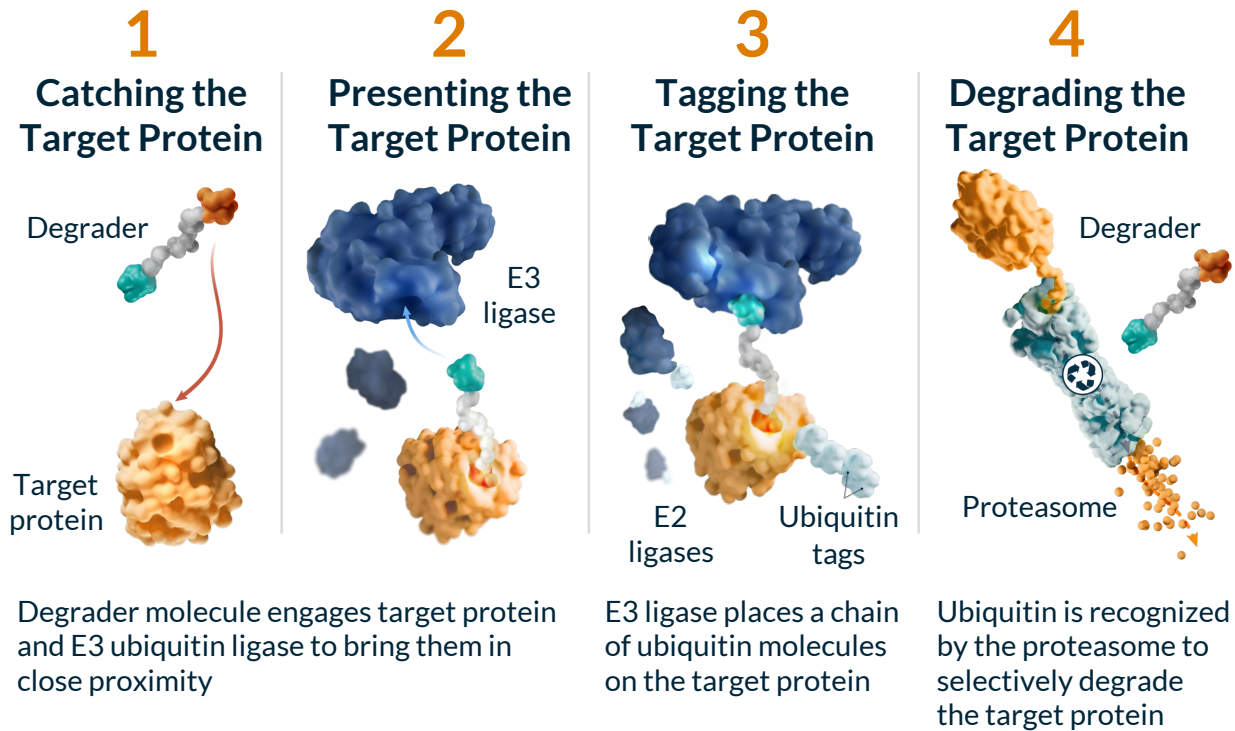 1
Catching the
Target Protein
Degrader
Target
protein
2
Presenting the
Target Protein
E3
ligase
Degrader molecule engages target protein
and E3 ubiquitin ligase to bring them in
close proximity
3
Tagging the
Target Protein
E2
ligases
Ubiquitin
tags
E3 ligase places a chain
of ubiquitin molecules
on the target protein
4
Degrading the
Target Protein
Degrader
Proteasome
Ubiquitin is recognized
by the proteasome to
selectively degrade
the target protein